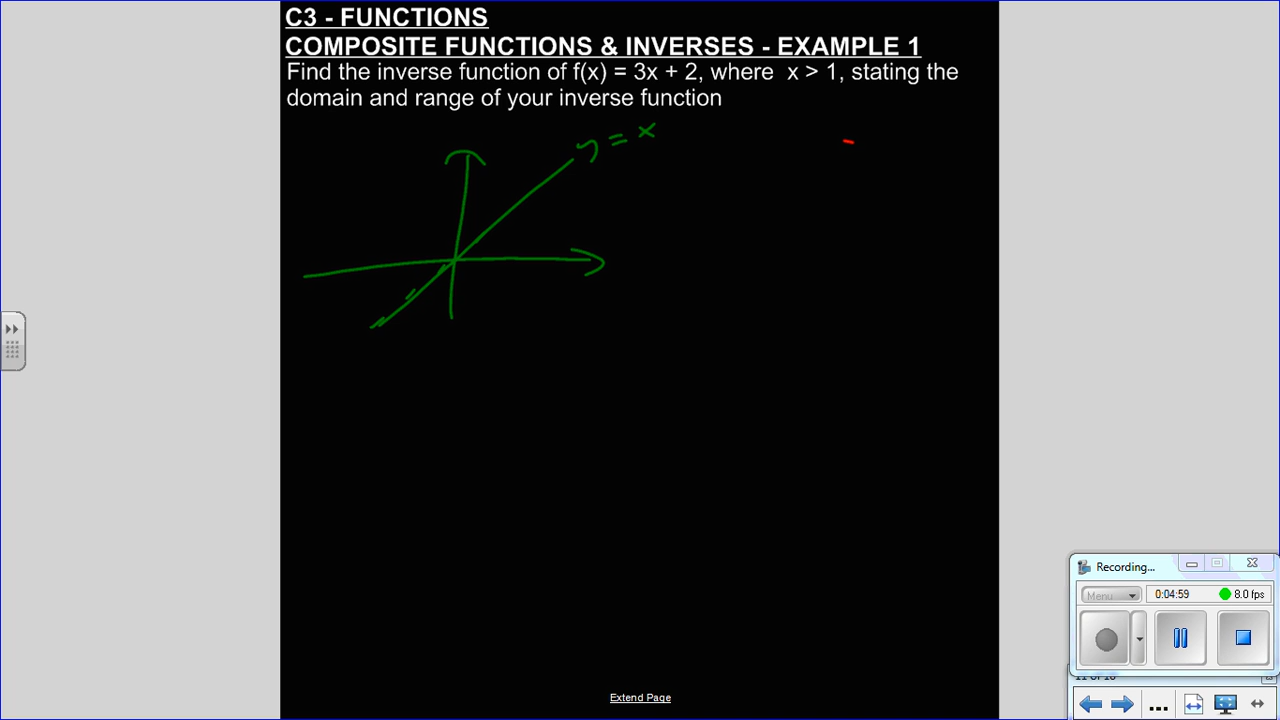 C3 - FUNCTIONS
COMPOSITE FUNCTIONS & INVERSES - EXAMPLE 1
Find the inverse function of f(x) = 3x + 2, where x > 1, stating the
domain and range of your inverse function
y = x
Recording...
Menu
0:04:59
8.0 fps
...
Extend Page